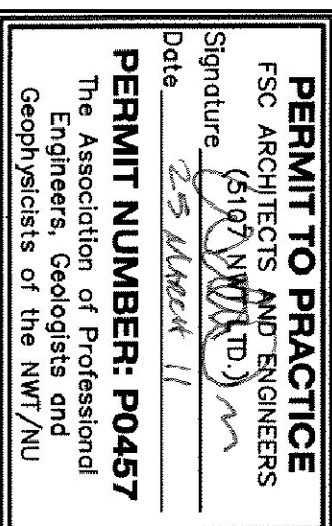 PERMIT TO PRACTICE
FSC ARCHITECTS AND ENGINEERS
(5107 NWT LTD.)
Signature
Date 25 March 11
PERMIT NUMBER: P0457
The Association of Professional
Engineers, Geologists and
Geophysicists of the NWT/NU